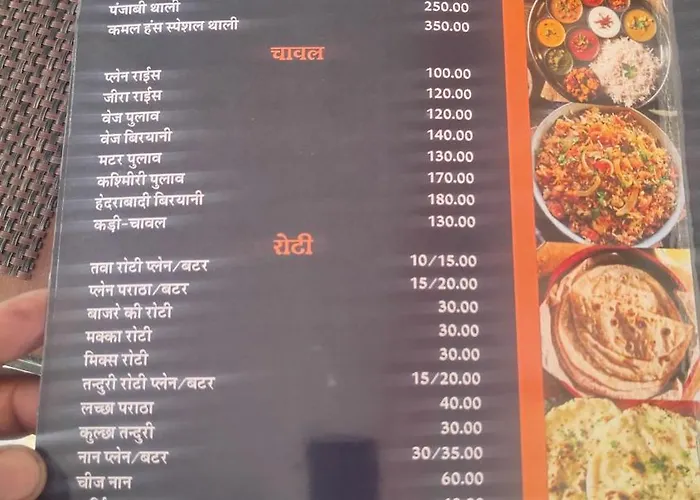 पंजाबी थाली 250.00
कमल हंस स्पेशल थाली 350.00
चावल
प्लेन राईस 100.00
जीरा राईस 120.00
वेज पुलाव 120.00
वेज बिरयानी 140.00
मटर पुलाव 130.00
कश्मिीरी पुलाव 170.00
हेदराबादी बिरयानी 180.00
कड़ी-चावल 130.00
रोटी
तवा रोटी प्लेन/बटर 10/15.00
प्लेन पराठा/बटर 15/20.00
बाजरे की रोटी 30.00
मक्का रोटी 30.00
मिक्स रोटी 30.00
तन्दुरी रोटी प्लेन/बटर 15/20.00
लच्छा पराठा 40.00
कुल्छा तन्दुरी 30.00
नान प्लेन/बटर 30/35.00
चीज नान 60.00